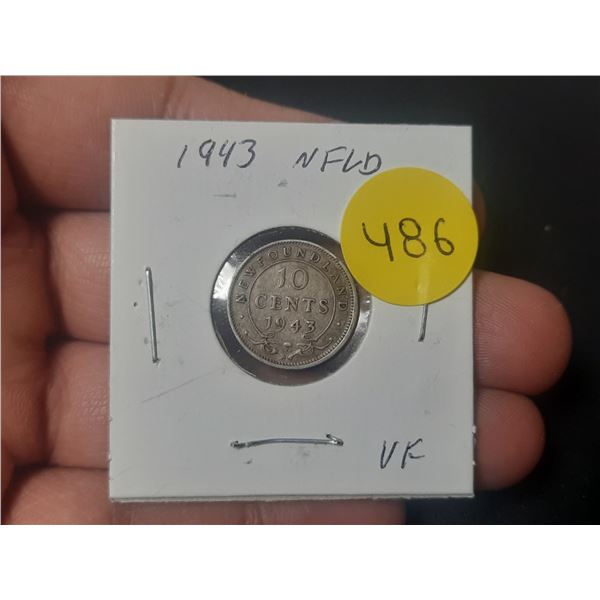 1943 NFLD
486
NEWFOUNDLAND
10
CENTS
1943
VF